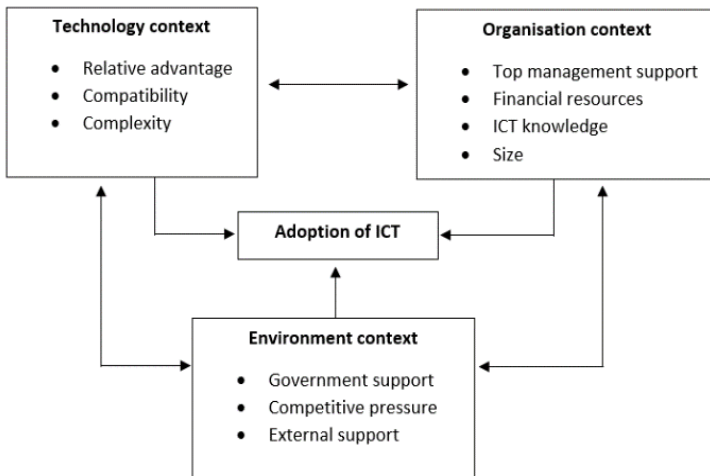 Technology context
• Relative advantage
• Compatibility
• Complexity
Organisation context
• Top management support
• Financial resources
• ICT knowledge
• Size
Adoption of ICT
Environment context
• Government support
• Competitive pressure
• External support